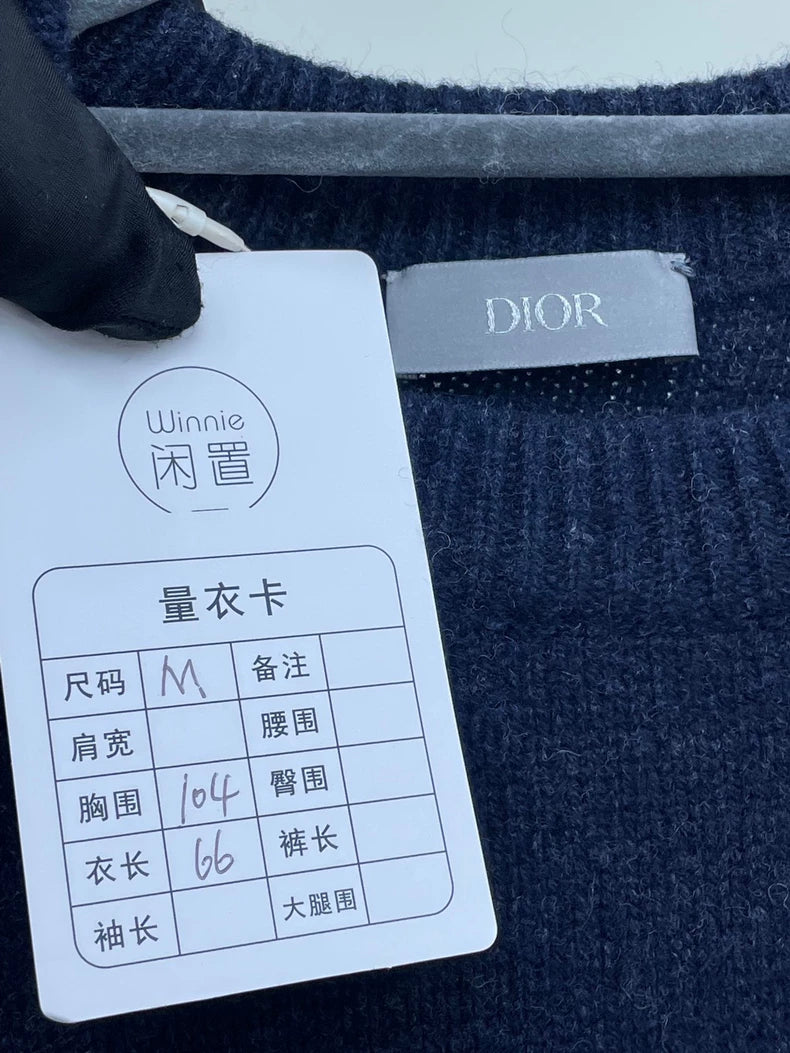 DIOR
Winnie
闲置
量衣卡
尺码 M 备注
肩宽 腰围
胸围 104 臀围
衣长 66 裤长
袖长 大腿围